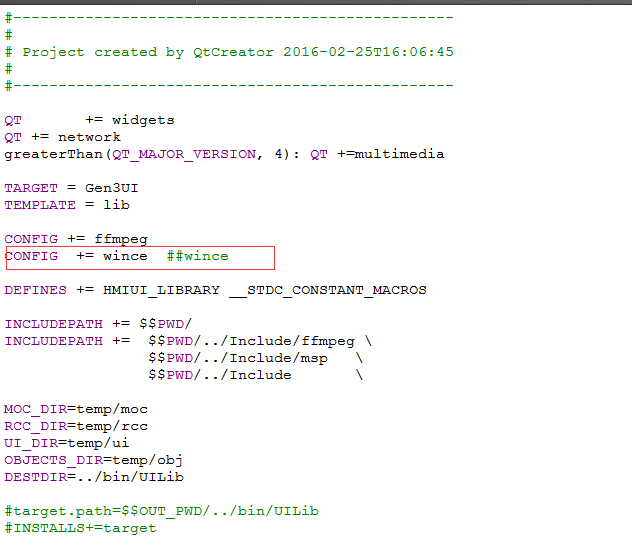 #-------------------------------------------------
#
# Project created by QtCreator 2016-02-25T16:06:45
#
#-------------------------------------------------
QT       += widgets
QT += network
greaterThan(QT_MAJOR_VERSION, 4): QT +=multimedia
TARGET = Gen3UI
TEMPLATE = lib
CONFIG += ffmpeg
CONFIG  += wince  ##wince
DEFINES += HMIUI_LIBRARY __STDC_CONSTANT_MACROS
INCLUDEPATH += $$PWD/
INCLUDEPATH +=  $$PWD/../Include/ffmpeg \
                $$PWD/../Include/msp   \
                $$PWD/../Include       \
MOC_DIR=temp/moc
RCC_DIR=temp/rcc
UI_DIR=temp/ui
OBJECTS_DIR=temp/obj
DESTDIR=../bin/UILib
#target.path=$$OUT_PWD/../bin/UILib
#INSTALLS+=target